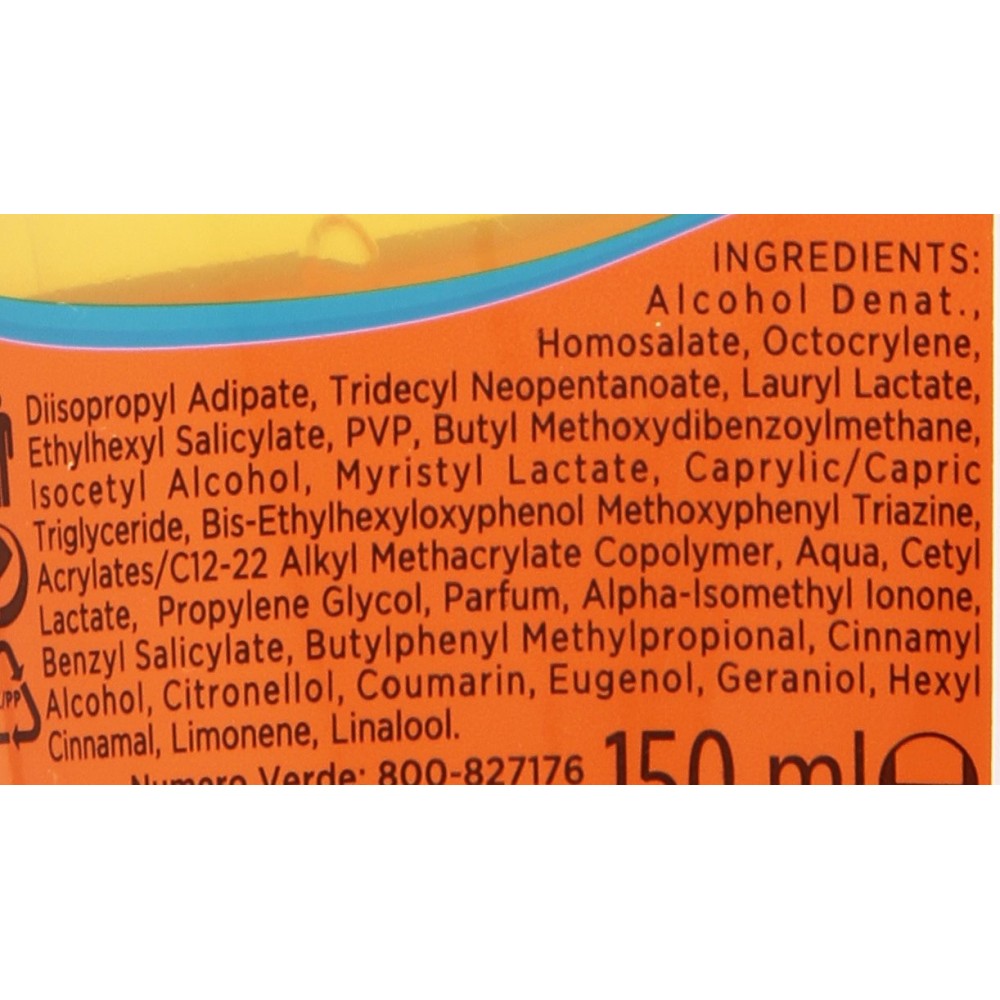 INGREDIENTS:
Alcohol Denat.,
Homosalate, Octocrylene,
Diisopropyl Adipate, Tridecyl Neopentanoate, Lauryl Lactate,
Ethylhexyl Salicylate, PVP, Butyl Methoxydibenzoylmethane,
Isocetyl Alcohol, Myristyl Lactate, Caprylic/Capric
Triglyceride, Bis-Ethylhexyloxyphenol Methoxyphenyl Triazine,
Acrylates/C12-22 Alkyl Methacrylate Copolymer, Aqua, Cetyl
Lactate, Propylene Glycol, Parfum, Alpha-Isomethyl Ionone,
Benzyl Salicylate, Butylphenyl Methylpropional, Cinnamyl
Alcohol, Citronellol, Coumarin, Eugenol, Geraniol, Hexyl
Cinnamal, Limonene, Linalool.
Numero Verde: 800-827176
150 ml
/PP